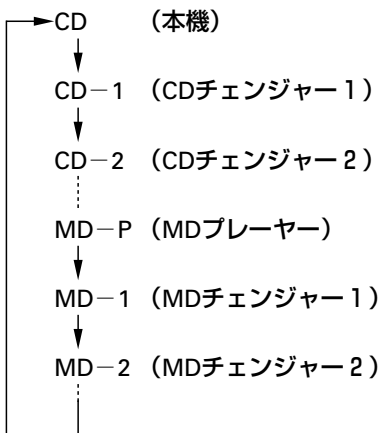 CD （本機）
CD－1 （CDチェンジャー1）
CD－2 （CDチェンジャー2）
MD－P （MDプレーヤー）
MD－1 （MDチェンジャー1）
MD－2 （MDチェンジャー2）